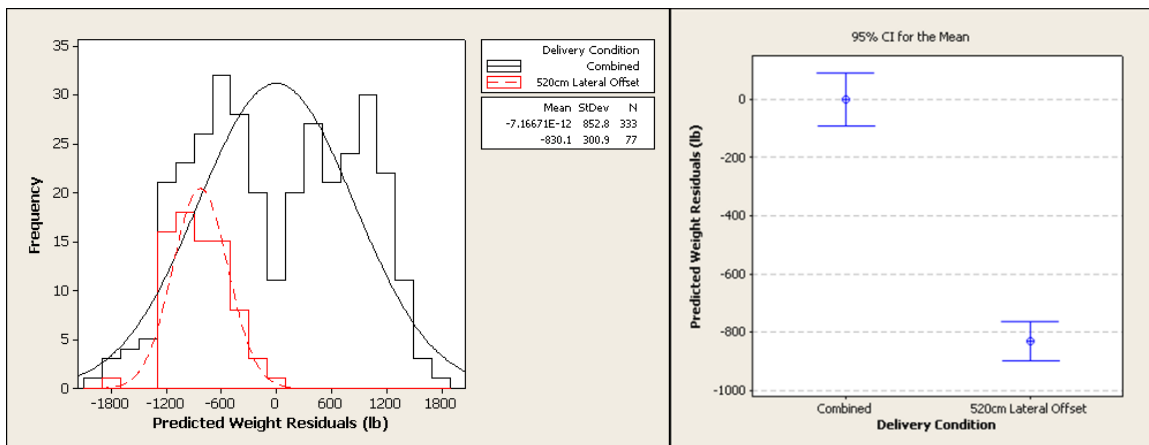 35
30
25
20
15
10
5
0
Frequency
-1800 -1200 -600 0 600 1200 1800
Predicted Weight Residuals (lb)
Delivery Condition
Combined
520cm Lateral Offset
Mean StDev N
-7.16671E-12 852.8 333
-830.1 300.9 77
95% CI for the Mean
0
-200
-400
-600
-800
-1000
Predicted Weight Residuals (lb)
Combined 520cm Lateral Offset
Delivery Condition